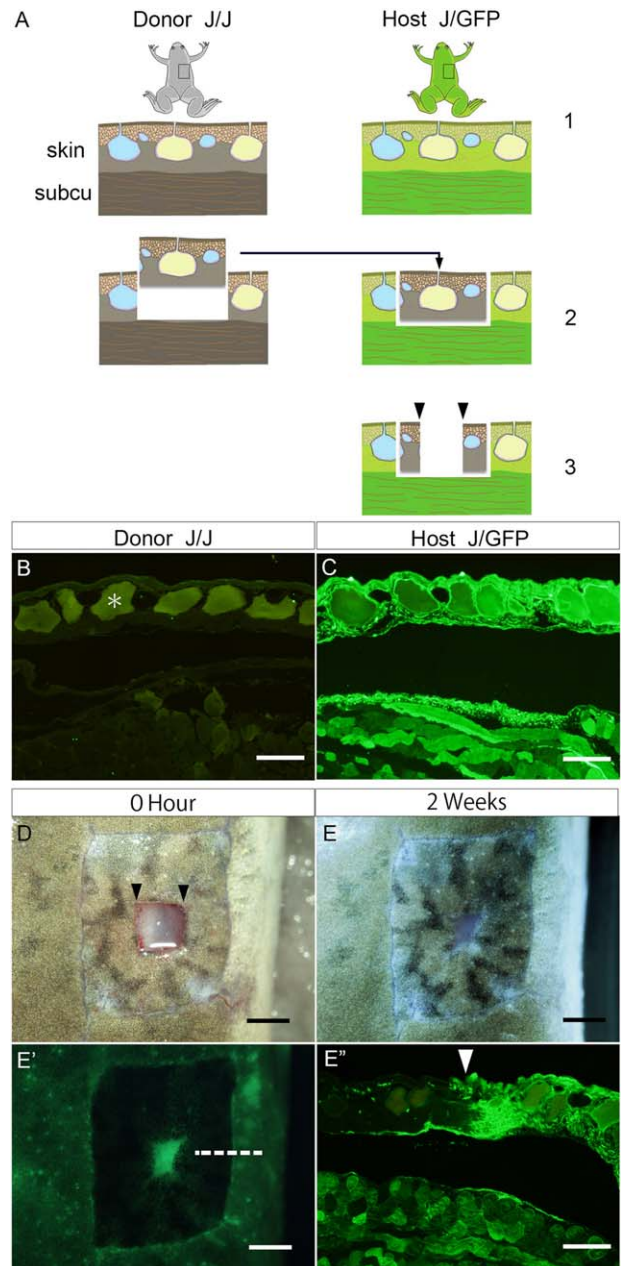 A
Donor J/J
Host J/GFP
skin
subcu
1
2
3
Donor J/J
Host J/GFP
B
*
C
0 Hour
2 Weeks
D
E
E'
E"